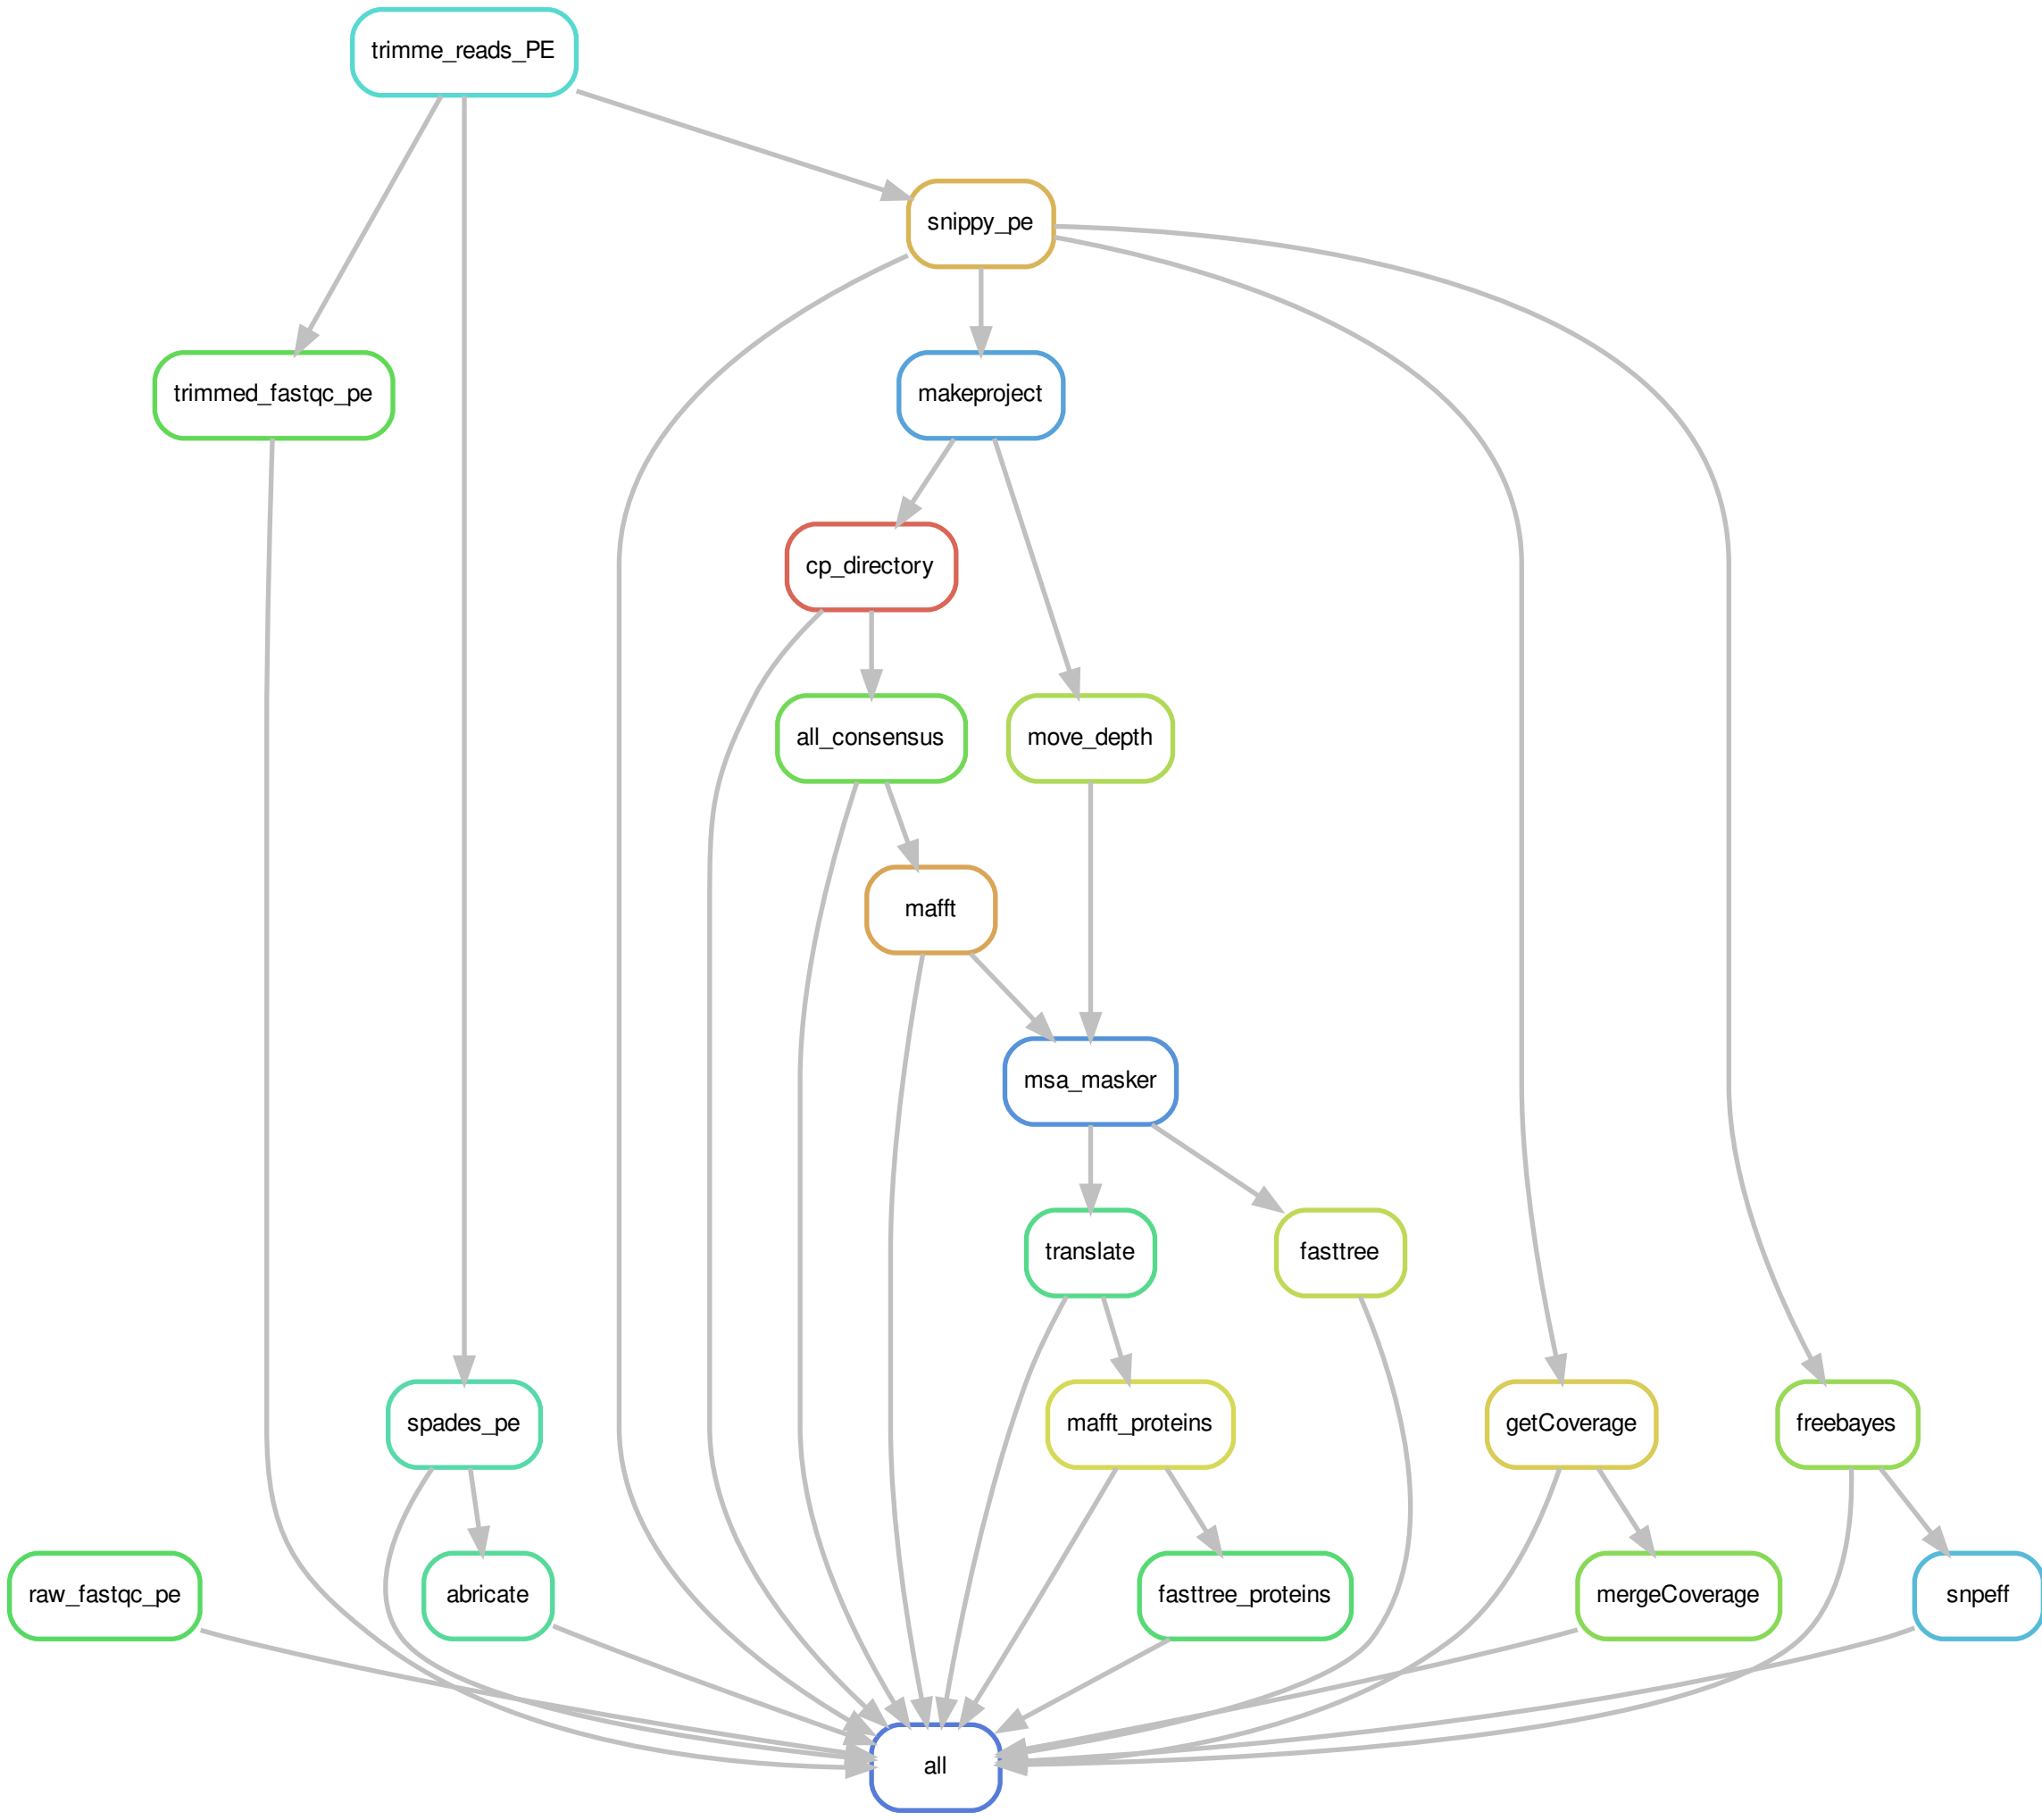 trimme_reads_PE
snippy_pe
trimmed_fastqc_pe
makeproject
cp_directory
all_consensus
move_depth
mafft
msa_masker
translate
fasttree
spades_pe
mafft_proteins
getCoverage
freebayes
raw_fastqc_pe
abricate
fasttree_proteins
mergeCoverage
snpeff
all